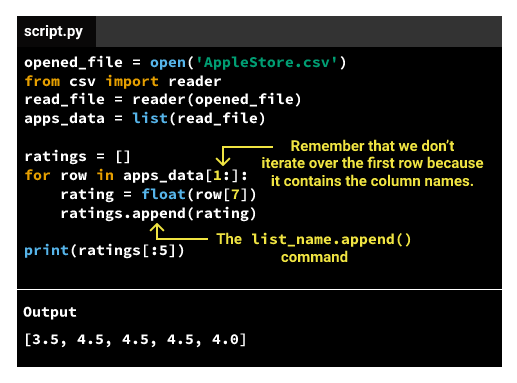 script.py
opened_file = open('AppleStore.csv')
from csv import reader
read_file = reader(opened_file)
apps_data = list(read_file)
ratings = []
Remember that we don't
iterate over the first row because
it contains the column names.
for row in apps_data[1:]:
    rating = float(row[7])
    ratings.append(rating)
The list_name.append()
command
print(ratings[:5])
Output
[3.5, 4.5, 4.5, 4.5, 4.0]